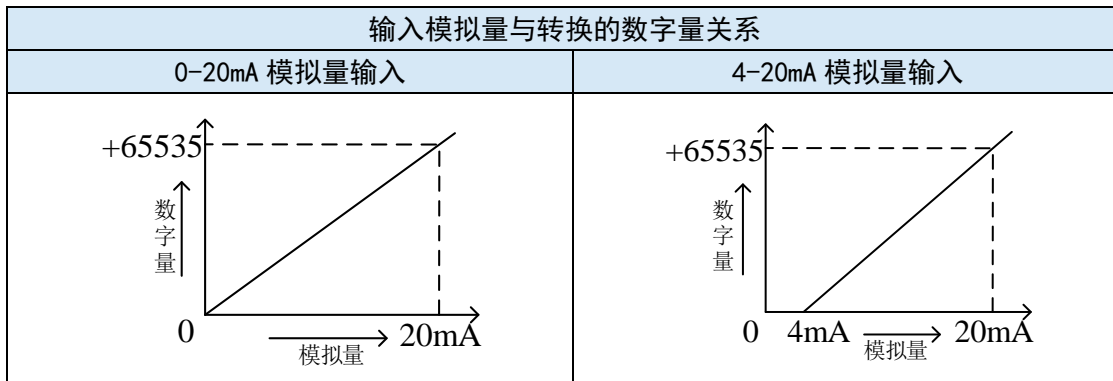 输入模拟量与转换的数字量关系
0-20mA 模拟量输入
4-20mA 模拟量输入
+65535
数字量
0
模拟量
20mA
+65535
数字量
0
4mA
模拟量
20mA